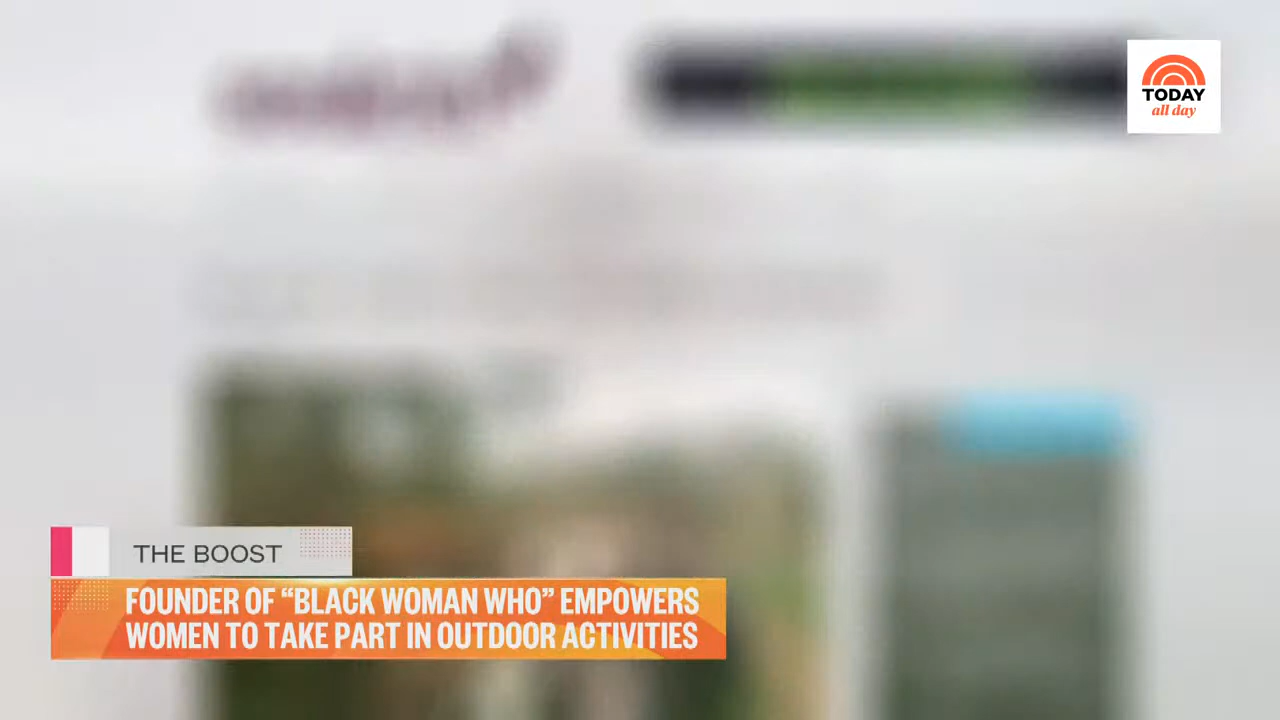 TODAY
all day
THE BOOST
FOUNDER OF “BLACK WOMAN WHO” EMPOWERS
WOMEN TO TAKE PART IN OUTDOOR ACTIVITIES